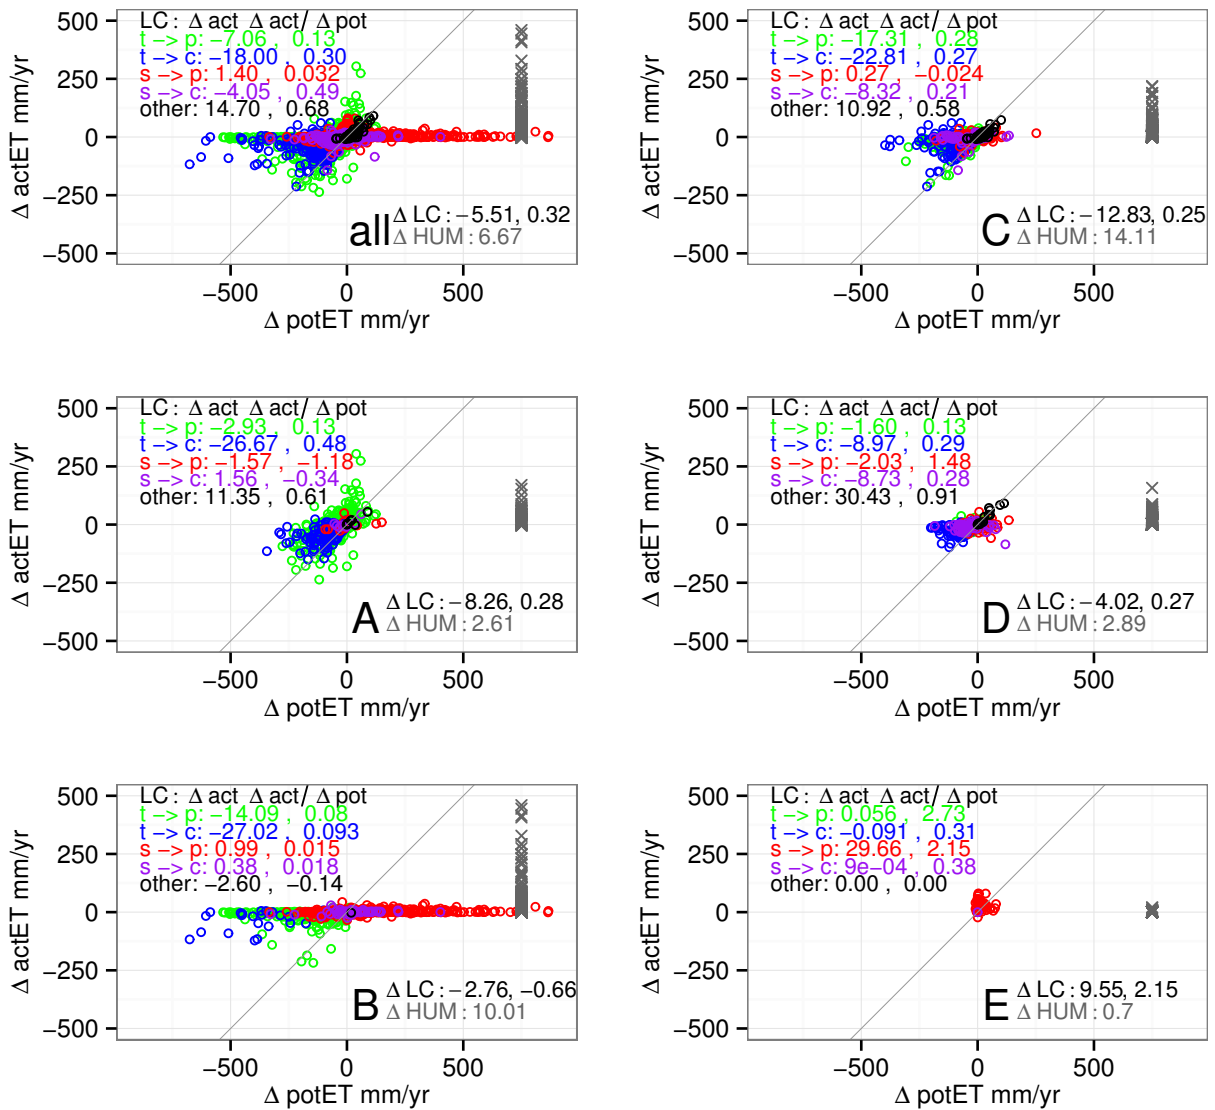 LC: Δ act Δ act/ Δ pot
t −> p: −7.06 , 0.13
t −> c: −18.00 , 0.30
s −> p: 1.40 , 0.032
s −> c: −4.05 , 0.49
other: 14.70 , 0.68
500
250
0
−250
−500
Δ actET mm/yr
all
Δ LC : −5.51, 0.32
Δ HUM : 6.67
−500 0 500
Δ potET mm/yr
LC: Δ act Δ act/ Δ pot
t −> p: −17.31 , 0.28
t −> c: −22.81 , 0.27
s −> p: 0.27 , −0.024
s −> c: −8.32 , 0.21
other: 10.92 , 0.58
500
250
0
−250
−500
Δ actET mm/yr
C
Δ LC : −12.83, 0.25
Δ HUM : 14.11
−500 0 500
Δ potET mm/yr
LC: Δ act Δ act/ Δ pot
t −> p: −2.93 , 0.13
t −> c: −26.67 , 0.48
s −> p: −1.57 , −1.18
s −> c: 1.56 , −0.34
other: 11.35 , 0.61
500
250
0
−250
−500
Δ actET mm/yr
A
Δ LC : −8.26, 0.28
Δ HUM : 2.61
−500 0 500
Δ potET mm/yr
LC: Δ act Δ act/ Δ pot
t −> p: −1.60 , 0.13
t −> c: −8.97 , 0.29
s −> p: −2.03 , 1.48
s −> c: −8.73 , 0.28
other: 30.43 , 0.91
500
250
0
−250
−500
Δ actET mm/yr
D
Δ LC : −4.02, 0.27
Δ HUM : 2.89
−500 0 500
Δ potET mm/yr
LC: Δ act Δ act/ Δ pot
t −> p: −14.09 , 0.08
t −> c: −27.02 , 0.093
s −> p: 0.99 , 0.015
s −> c: 0.38 , 0.018
other: −2.60 , −0.14
500
250
0
−250
−500
Δ actET mm/yr
B
Δ LC : −2.76, −0.66
Δ HUM : 10.01
−500 0 500
Δ potET mm/yr
LC: Δ act Δ act/ Δ pot
t −> p: 0.056 , 2.73
t −> c: −0.091 , 0.31
s −> p: 29.66 , 2.15
s −> c: 9e−04 , 0.38
other: 0.00 , 0.00
500
250
0
−250
−500
Δ actET mm/yr
E
Δ LC : 9.55, 2.15
Δ HUM : 0.7
−500 0 500
Δ potET mm/yr